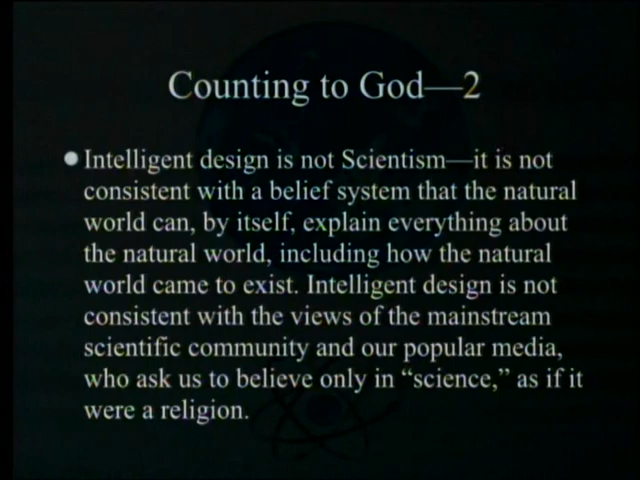 Counting to God—2
Intelligent design is not Scientism—it is not
consistent with a belief system that the natural
world can, by itself, explain everything about
the natural world, including how the natural
world came to exist. Intelligent design is not
consistent with the views of the mainstream
scientific community and our popular media,
who ask us to believe only in “science,” as if it
were a religion.